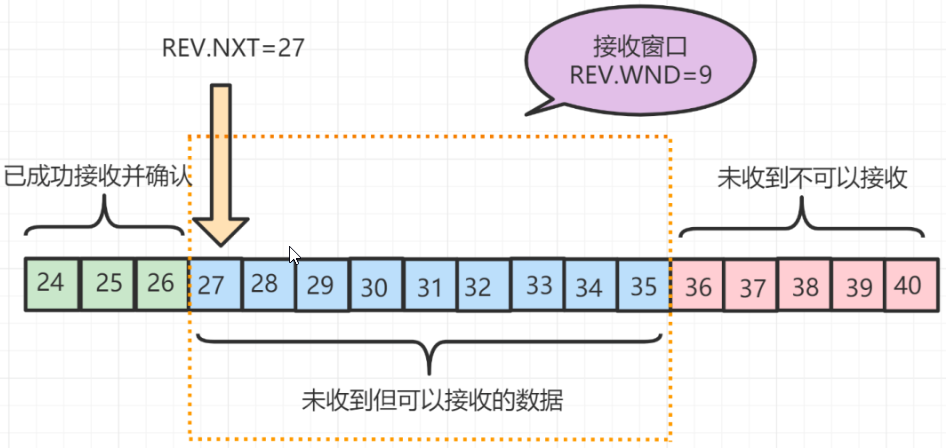 REV.NXT=27
接收窗口
REV.WND=9
已成功接收并确认
未收到不可以接收
24 25 26 27 28 29 30 31 32 33 34 35 36 37 38 39 40
未收到但可以接收的数据